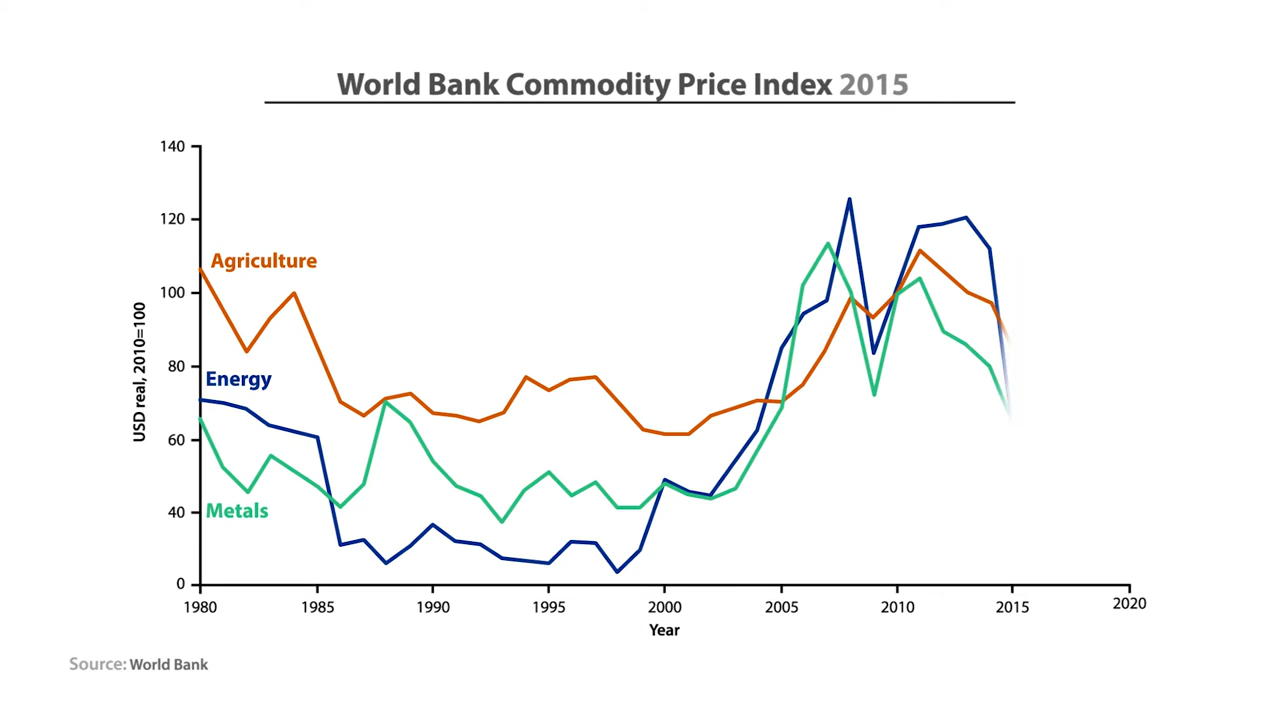 World Bank Commodity Price Index 2015
140
120
100
80
60
40
0
USD real, 2010=100
Agriculture
Energy
Metals
1980 1985 1990 1995 2000 2005 2010 2015 2020
Year
Source: World Bank